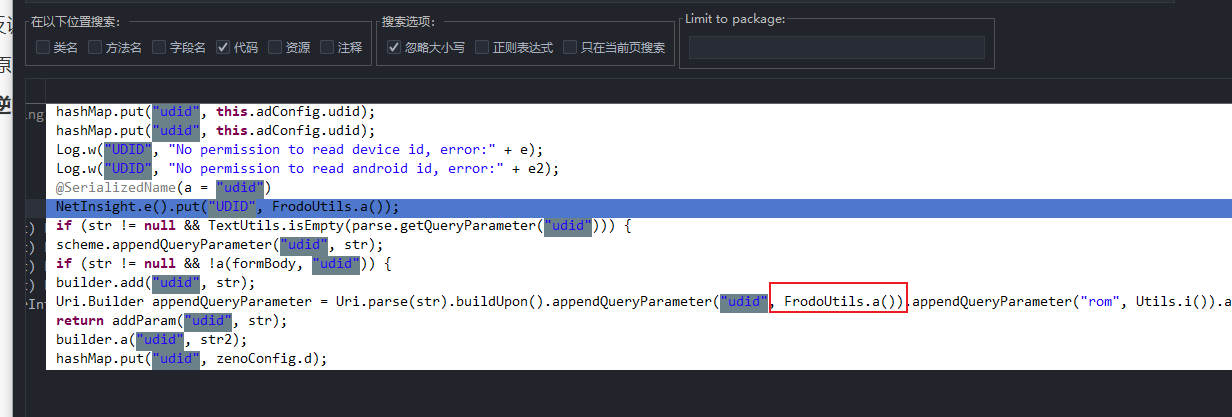 在以下位置搜索:
类名 方法名 字段名 代码 资源 注释
搜索选项:
忽略大小写 正则表达式 只在当前页搜索
Limit to package:
hashMap.put("udid", this.adConfig.udid);
hashMap.put("udid", this.adConfig.udid);
Log.w("UDID", "No permission to read device id, error:" + e);
Log.w("UDID", "No permission to read android id, error:" + e2);
@SerializedName(a = "udid")
NetInsight.e().put("UDID", FrodoUtils.a());
if (str != null && TextUtils.isEmpty(parse.getQueryParameter("udid"))) {
scheme.appendQueryParameter("udid", str);
if (str != null && !a(formBody, "udid")) {
builder.add("udid", str);
Uri.Builder appendQueryParameter = Uri.parse(str).buildUpon().appendQueryParameter("udid", FrodoUtils.a()).appendQueryParameter("rom", Utils.i()).a
return addParam("udid", str);
builder.a("udid", str2);
hashMap.put("udid", zenoConfig.d);